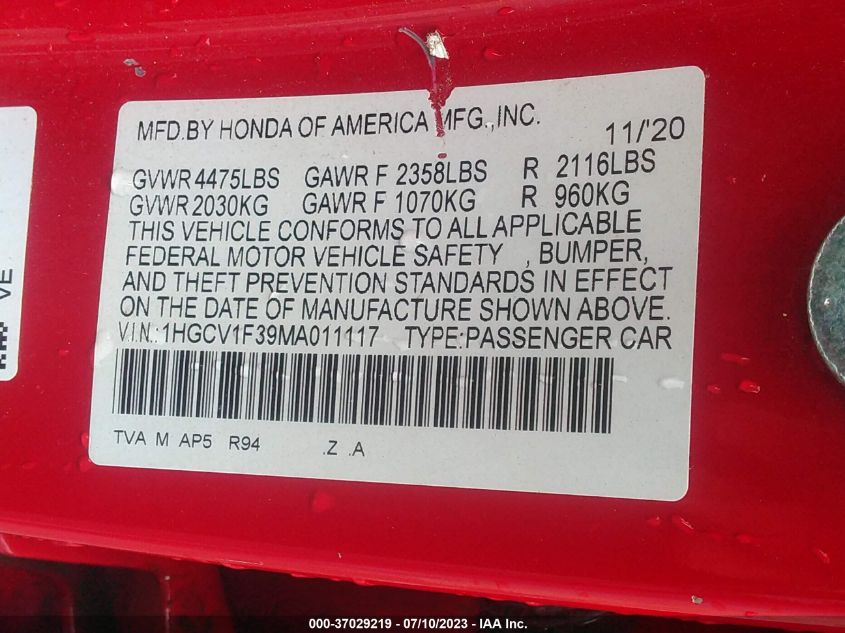 MFD.BY HONDA OF AMERICA MFG.,INC. 11/'20
GVWR 4475LBS GAWR F 2358LBS R 2116LBS
GVWR 2030KG GAWR F 1070KG R 960KG
THIS VEHICLE CONFORMS TO ALL APPLICABLE
FEDERAL MOTOR VEHICLE SAFETY , BUMPER,
AND THEFT PREVENTION STANDARDS IN EFFECT
ON THE DATE OF MANUFACTURE SHOWN ABOVE.
V.I.N.:1HGCV1F39MA011117 TYPE:PASSENGER CAR
TVA M AP5 R94 .Z .A
VE
000-37029219 - 07/10/2023 - IAA Inc.